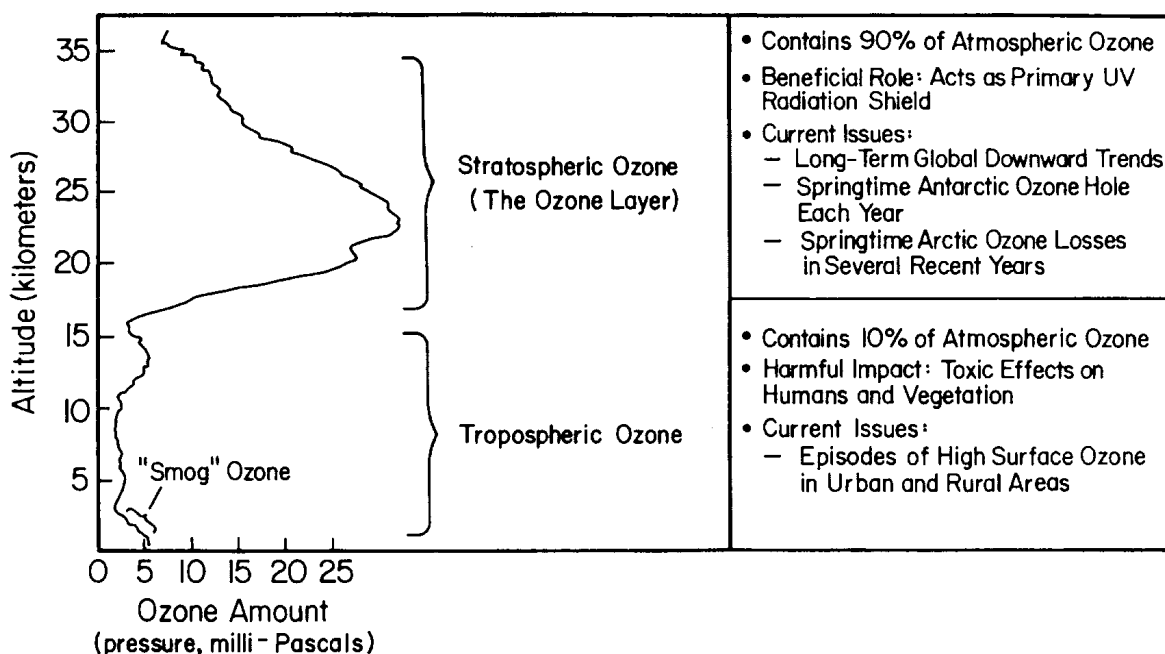 35
30
25
20
15
10
5
Altitude (kilometers)
0 5 10 15 20 25
Ozone Amount
(pressure, milli-Pascals)
"Smog" Ozone
Stratospheric Ozone
(The Ozone Layer)
Tropospheric Ozone
• Contains 90% of Atmospheric Ozone
• Beneficial Role: Acts as Primary UV
Radiation Shield
• Current Issues:
– Long-Term Global Downward Trends
– Springtime Antarctic Ozone Hole
Each Year
– Springtime Arctic Ozone Losses
in Several Recent Years
• Contains 10% of Atmospheric Ozone
• Harmful Impact: Toxic Effects on
Humans and Vegetation
• Current Issues:
– Episodes of High Surface Ozone
in Urban and Rural Areas